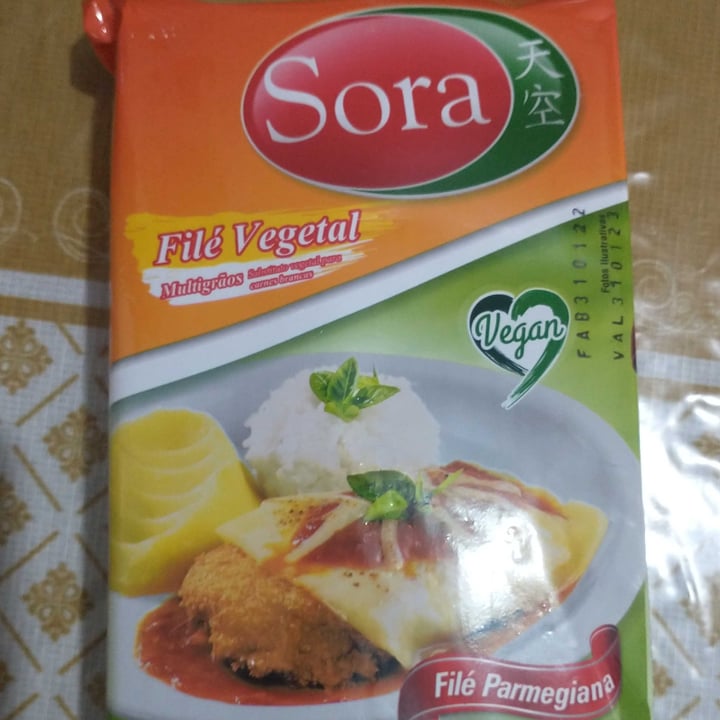 Sora
天空
Filé Vegetal
Multigrãos
Substituto vegetal para
carnes brancas
Vegan
FAB310122
VAL310123
Fotos ilustrativas
Filé Parmegiana